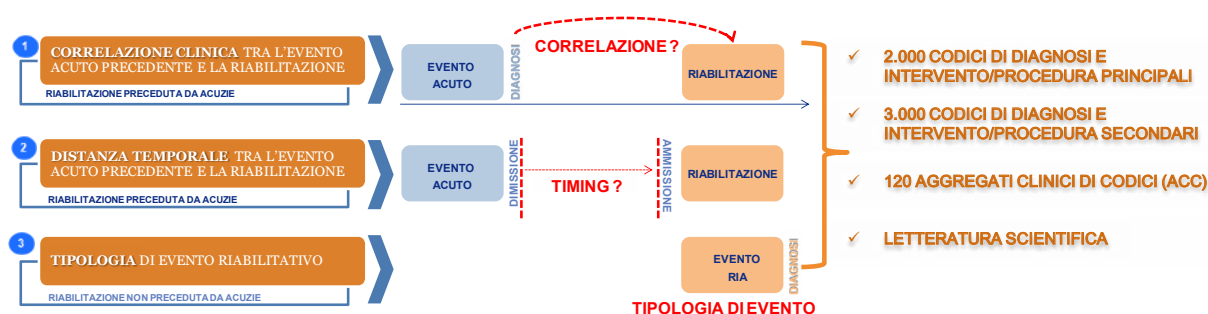 1
CORRELAZIONE CLINICA TRA L'EVENTO
ACUTO PRECEDENTE E LA RIABILITAZIONE
RIABILITAZIONE PRECEDUTA DA ACUZIE
EVENTO
ACUTO
DIAGNOSI
CORRELAZIONE ?
RIABILITAZIONE
2
DISTANZA TEMPORALE TRA L'EVENTO
ACUTO PRECEDENTE E LA RIABILITAZIONE
RIABILITAZIONE PRECEDUTA DA ACUZIE
EVENTO
ACUTO
DIMISSIONE
TIMING ?
AMMISSIONE
RIABILITAZIONE
3
TIPOLOGIA DI EVENTO RIABILITATIVO
RIABILITAZIONE NON PRECEDUTA DA ACUZIE
EVENTO
RIA
DIAGNOSI
TIPOLOGIA DI EVENTO
✓ 2.000 CODICI DI DIAGNOSI E
INTERVENTO/PROCEDURA PRINCIPALI
✓ 3.000 CODICI DI DIAGNOSI E
INTERVENTO/PROCEDURA SECONDARI
✓ 120 AGGREGATI CLINICI DI CODICI (ACC)
✓ LETTERATURA SCIENTIFICA